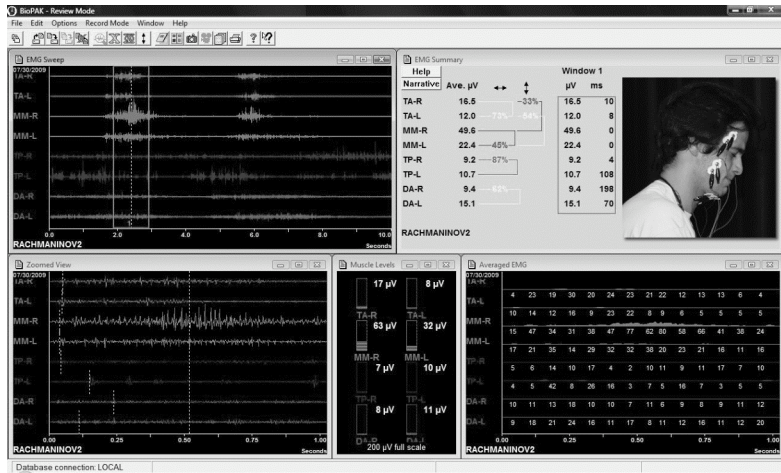 BioPAK - Review Mode
File Edit Options Record Mode Window Help
EMG Sweep
07/30/2009
TA-R
TA-L
MM-R
MM-L
TP-R
TP-L
DA-R
DA-L
0.0 2.0 4.0 6.0 8.0 10.0
Seconds
RACHMANINOV2
EMG Summary
Help
Narrative
Ave. µV
Window 1
µV ms
TA-R 16.5 33% 16.5 10
TA-L 12.0 73% 12.0 8
MM-R 49.6 49.6 0
MM-L 22.4 45% 22.4 0
TP-R 9.2 87% 9.2 4
TP-L 10.7 10.7 108
DA-R 9.4 62% 9.4 198
DA-L 15.1 15.1 70
RACHMANINOV2
Zoomed View
07/30/2009
TA-R
TA-L
MM-R
MM-L
TP-R
TP-L
DA-R
DA-L
0.00 0.25 0.50 0.75 1.00
RACHMANINOV2
Seconds
Muscle Levels
17 µV 8 µV
TA-R TA-L
63 µV 32 µV
MM-R MM-L
7 µV 10 µV
TP-R TP-L
8 µV 11 µV
DA-R DA-L
200 µV full scale
Averaged EMG
07/30/2009
TA-R
4 23 19 30 20 24 23 21 22 12 13 13 6 4
TA-L
10 14 12 16 9 23 22 8 9 6 5 5 5 5
MM-R
15 47 34 31 38 47 77 62 80 58 66 41 38 24
MM-L
17 21 35 14 29 32 32 38 20 23 21 16 11 16
TP-R
5 6 14 10 17 4 2 10 11 9 11 17 7 10
TP-L
4 5 42 8 26 16 3 7 5 16 7 3 5 5
DA-R
10 11 13 18 10 10 7 11 6 9 8 9 11 12
DA-L
9 18 21 24 16 11 17 8 11 12 16 11 12 20
0.00 0.25 0.50 0.75 1.00
RACHMANINOV2
Seconds
Database connection: LOCAL